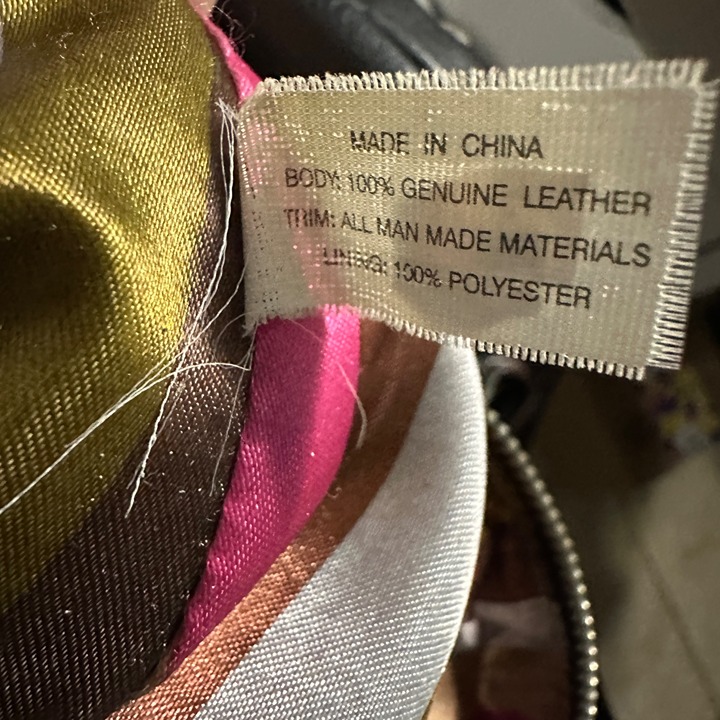 MADE IN CHINA
BODY: 100% GENUINE LEATHER
TRIM: ALL MAN MADE MATERIALS
LINING: 100% POLYESTER